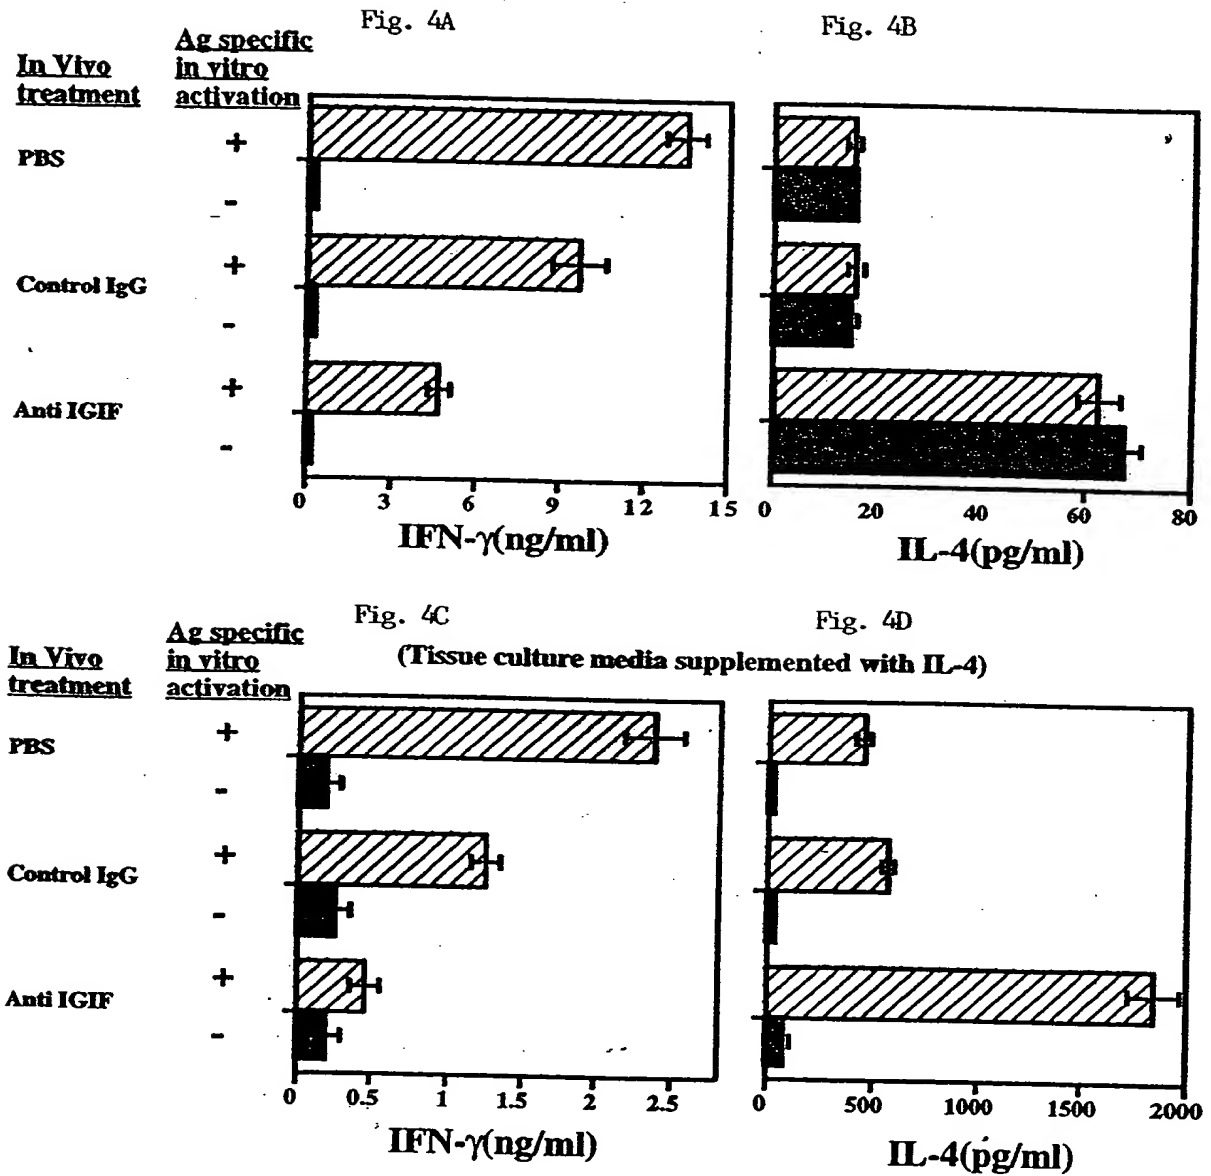 Fig. 4A
Fig. 4B
In Vivo
treatment
Ag specific
in vitro
activation
PBS
+
-
Control IgG
+
-
Anti IGIF
+
-
0 3 6 9 12 15
IFN-γ(ng/ml)
0 20 40 60 80
IL-4(pg/ml)
Fig. 4C
Fig. 4D
(Tissue culture media supplemented with IL-4)
In Vivo
treatment
Ag specific
in vitro
activation
PBS
+
-
Control IgG
+
-
Anti IGIF
+
-
0 0.5 1 1.5 2 2.5
IFN-γ(ng/ml)
0 500 1000 1500 2000
IL-4(pg/ml)